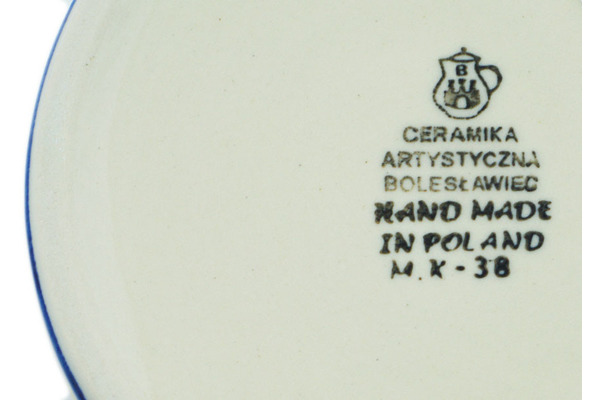 B
CERAMIKA
ARTYSTYCZNA
BOLESŁAWIEC
HAND MADE
IN POLAND
M.K-38